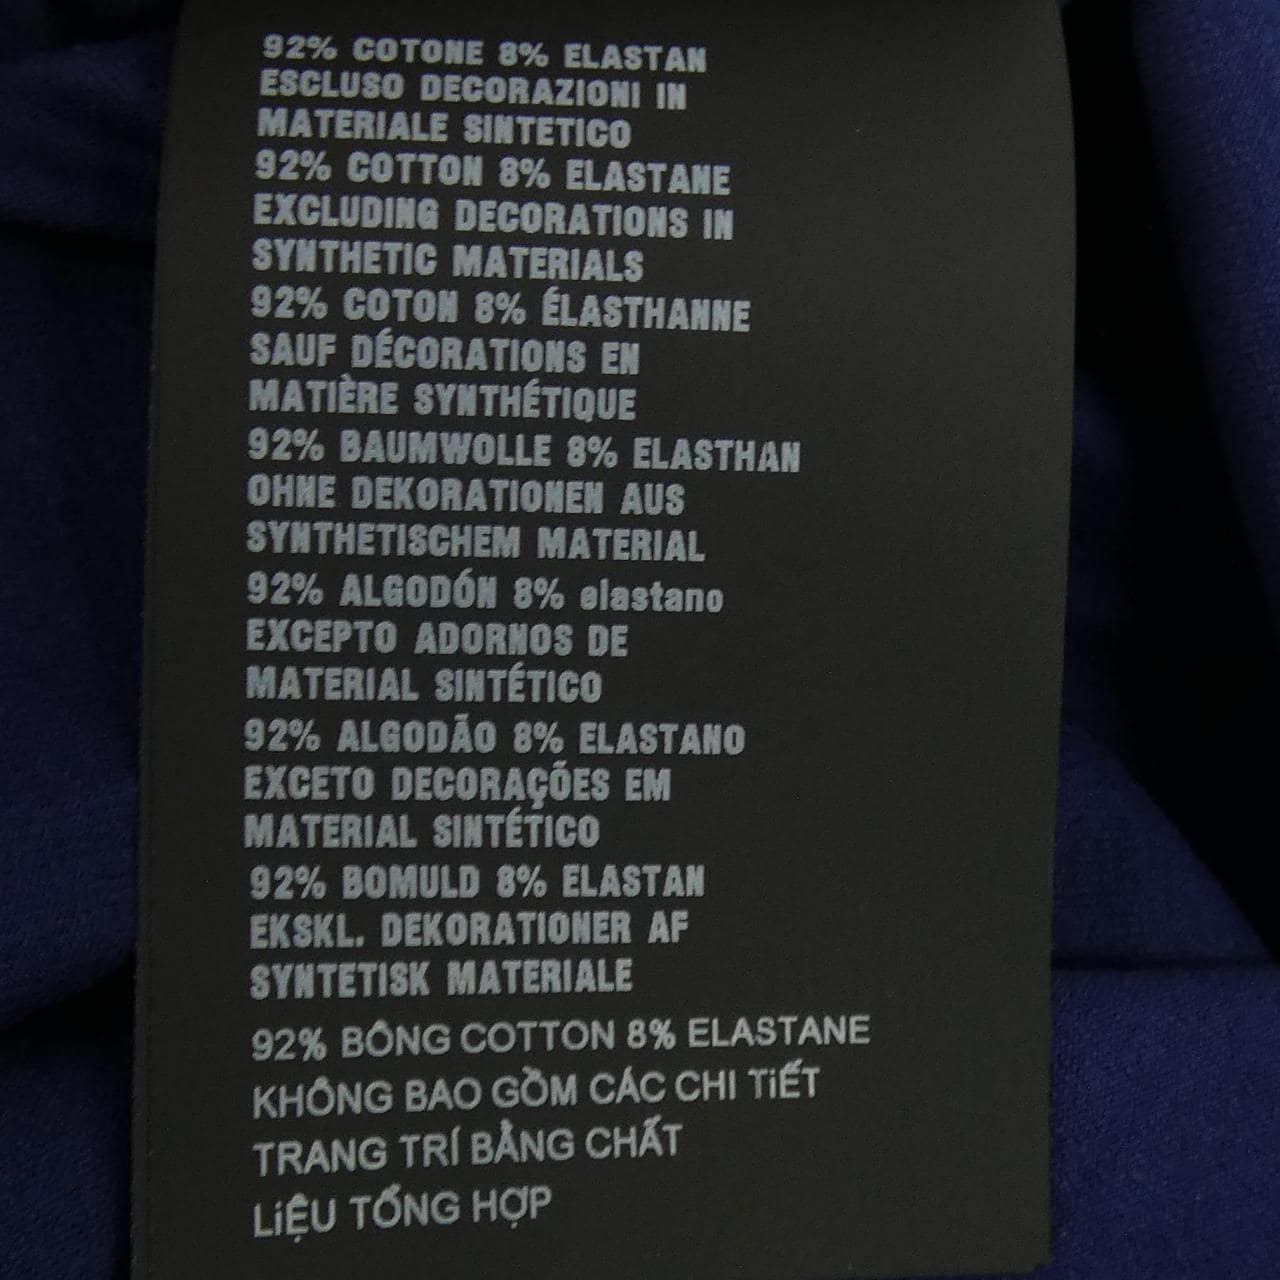 92% COTONE 8% ELASTAN
ESCLUSO DECORAZIONI IN
MATERIALE SINTETICO
92% COTTON 8% ELASTANE
EXCLUDING DECORATIONS IN
SYNTHETIC MATERIALS
92% COTON 8% ÉLASTHANNE
SAUF DÉCORATIONS EN
MATIÈRE SYNTHÉTIQUE
92% BAUMWOLLE 8% ELASTHAN
OHNE DEKORATIONEN AUS
SYNTHETISCHEM MATERIAL
92% ALGODÓN 8% elastano
EXCEPTO ADORNOS DE
MATERIAL SINTÉTICO
92% ALGODÃO 8% ELASTANO
EXCETO DECORAÇÕES EM
MATERIAL SINTÉTICO
92% BOMULD 8% ELASTAN
EKSKL. DEKORATIONER AF
SYNTETISK MATERIALE
92% BÔNG COTTON 8% ELASTANE
KHÔNG BAO GỒM CÁC CHI TiẾT
TRANG TRÍ BẰNG CHẤT
LiỆU TỔNG HỢP